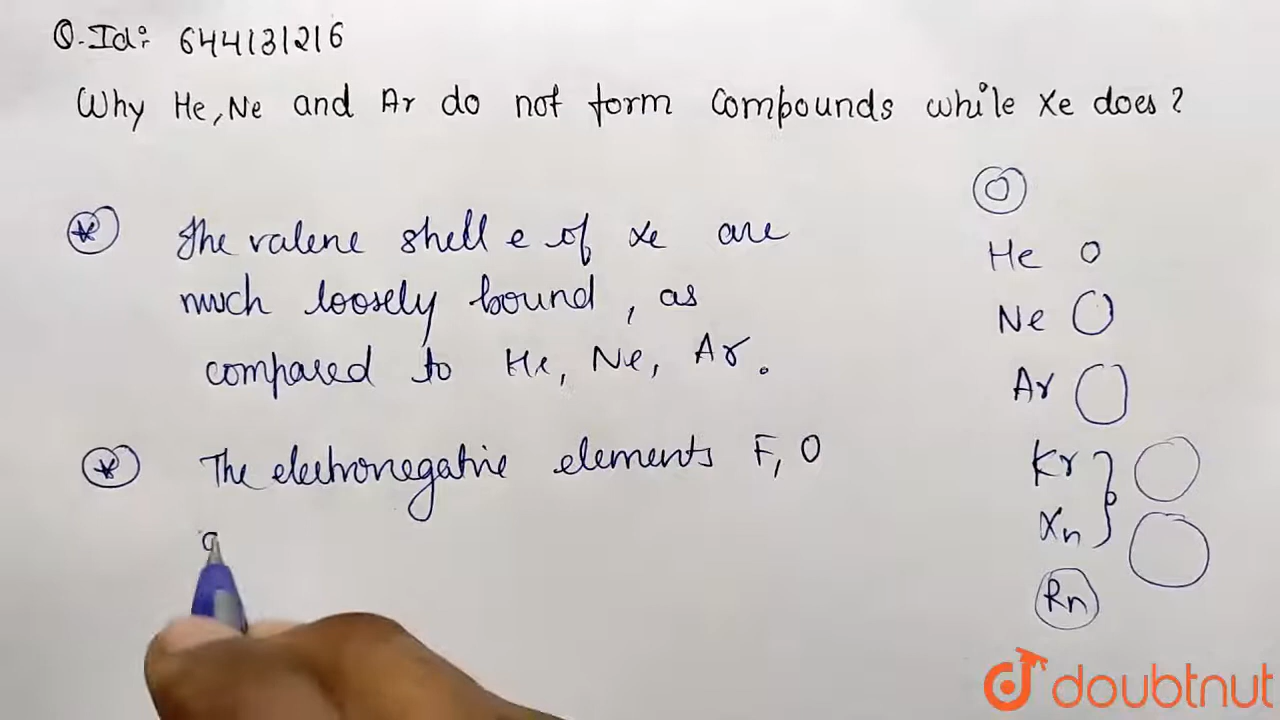 Q.Id: 644131216
Why He, Ne and Ar do not form compounds while Xe does?
O
The valene shell e of Xe are
much loosely bound, as
compared to He, Ne, Ar.
The electronegative elements F, O
a
He
Ne
Ar
Kr
Xn
Rn
doubtnut